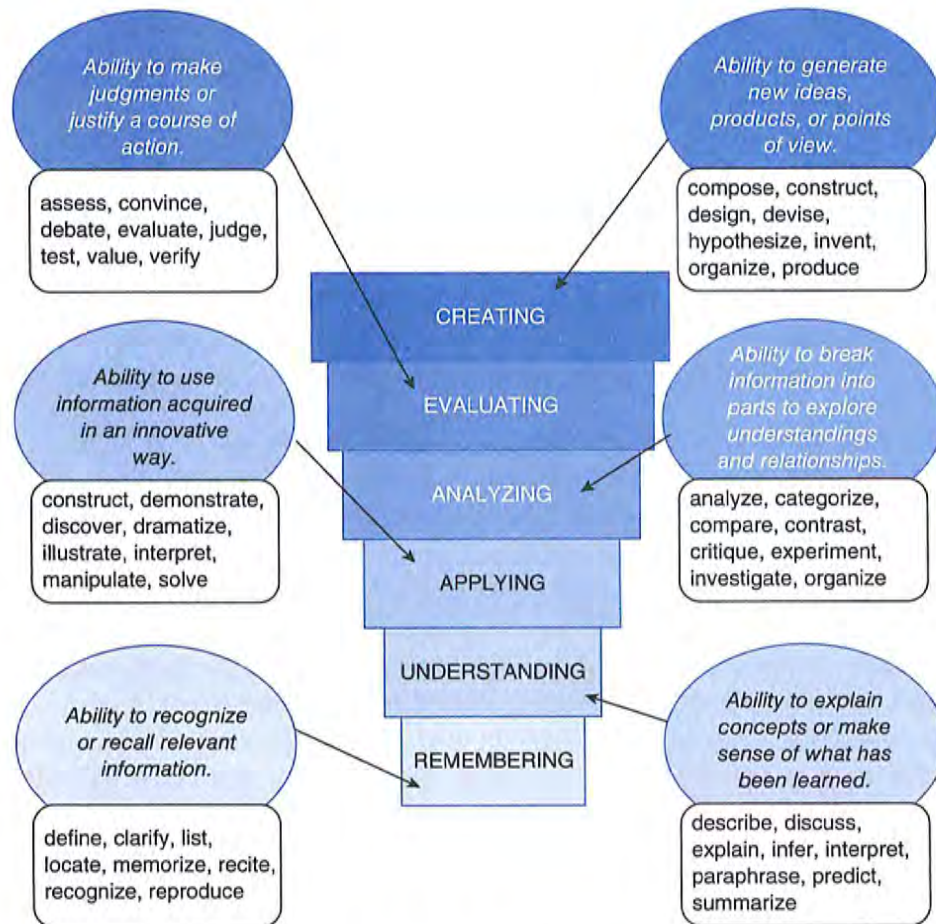 Ability to make
judgments or
justify a course of
action.
assess, convince,
debate, evaluate, judge,
test, value, verify
Ability to generate
new ideas,
products, or points
of view.
compose, construct,
design, devise,
hypothesize, invent,
organize, produce
CREATING
EVALUATING
ANALYZING
APPLYING
UNDERSTANDING
REMEMBERING
Ability to use
information acquired
in an innovative
way.
construct, demonstrate,
discover, dramatize,
illustrate, interpret,
manipulate, solve
Ability to break
information into
parts to explore
understandings
and relationships.
analyze, categorize,
compare, contrast,
critique, experiment,
investigate, organize
Ability to recognize
or recall relevant
information.
define, clarify, list,
locate, memorize, recite,
recognize, reproduce
Ability to explain
concepts or make
sense of what has
been learned.
describe, discuss,
explain, infer, interpret,
paraphrase, predict,
summarize